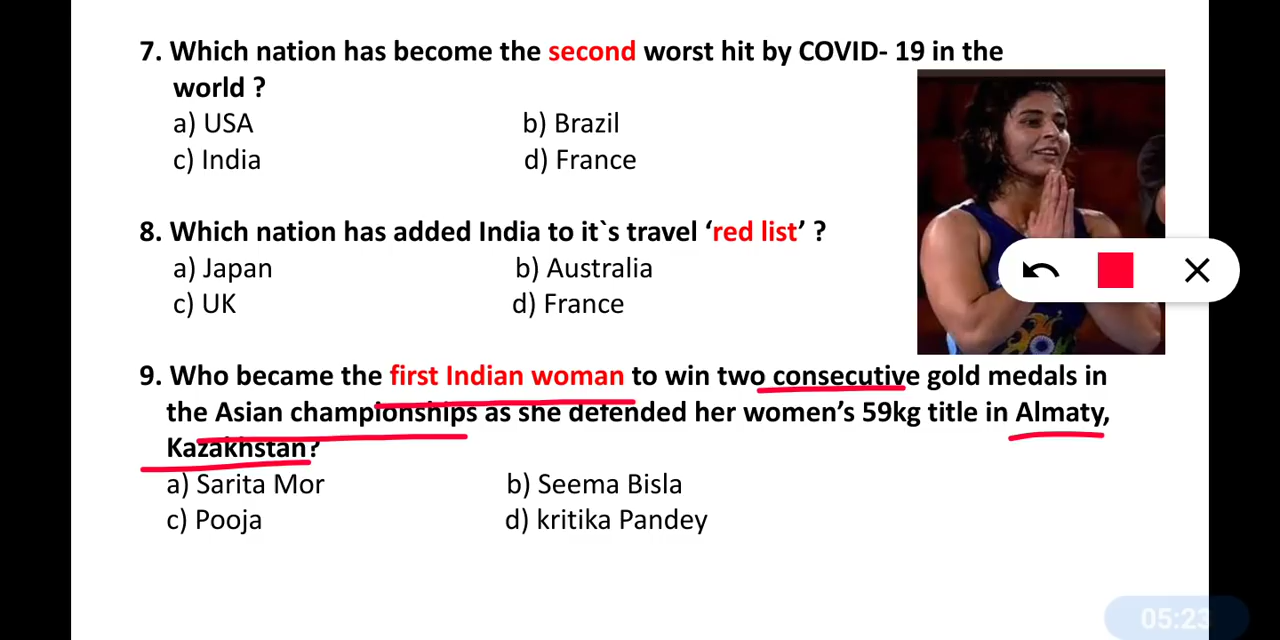 7. Which nation has become the second worst hit by COVID- 19 in the
world ?
a) USA b) Brazil
c) India d) France
8. Which nation has added India to it`s travel ‘red list’ ?
a) Japan b) Australia
c) UK d) France
9. Who became the first Indian woman to win two consecutive gold medals in
the Asian championships as she defended her women’s 59kg title in Almaty,
Kazakhstan?
a) Sarita Mor b) Seema Bisla
c) Pooja d) kritika Pandey
05:23